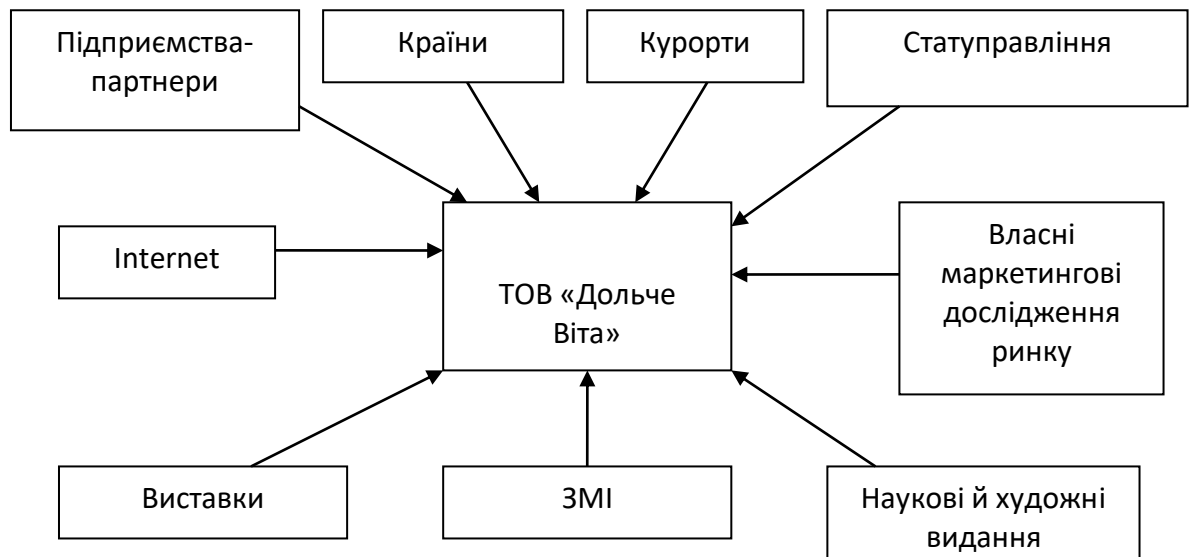 Підприємства-
партнери
Країни
Курорти
Статуправління
Internet
ТОВ «Дольче
Віта»
Власні
маркетингові
дослідження
ринку
Виставки
ЗМІ
Наукові й художні
видання